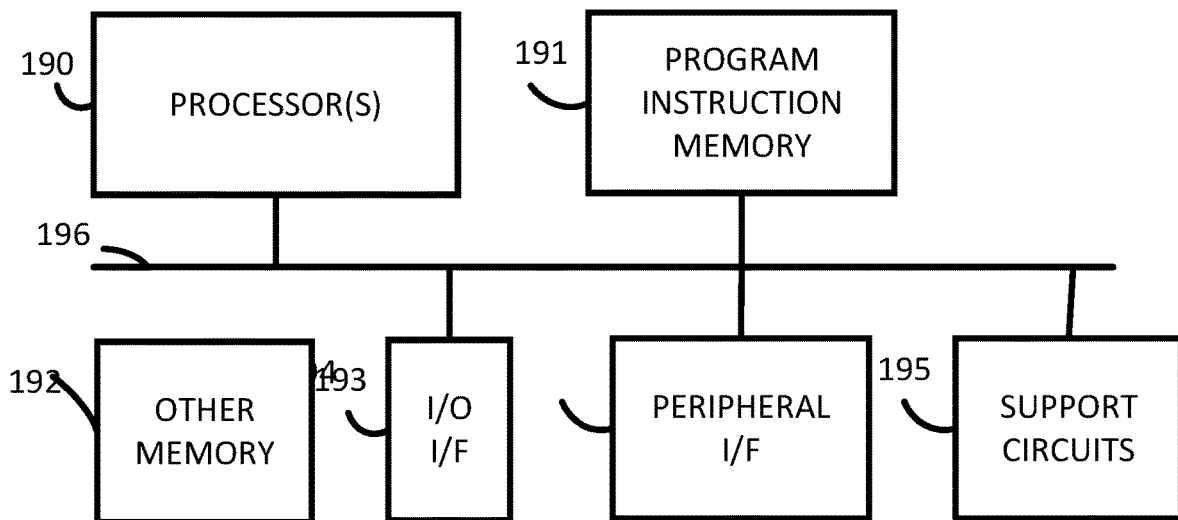 190
PROCESSOR(S)
191
PROGRAM
INSTRUCTION
MEMORY
196
192
OTHER
MEMORY
193
I/O
I/F
PERIPHERAL
I/F
195
SUPPORT
CIRCUITS